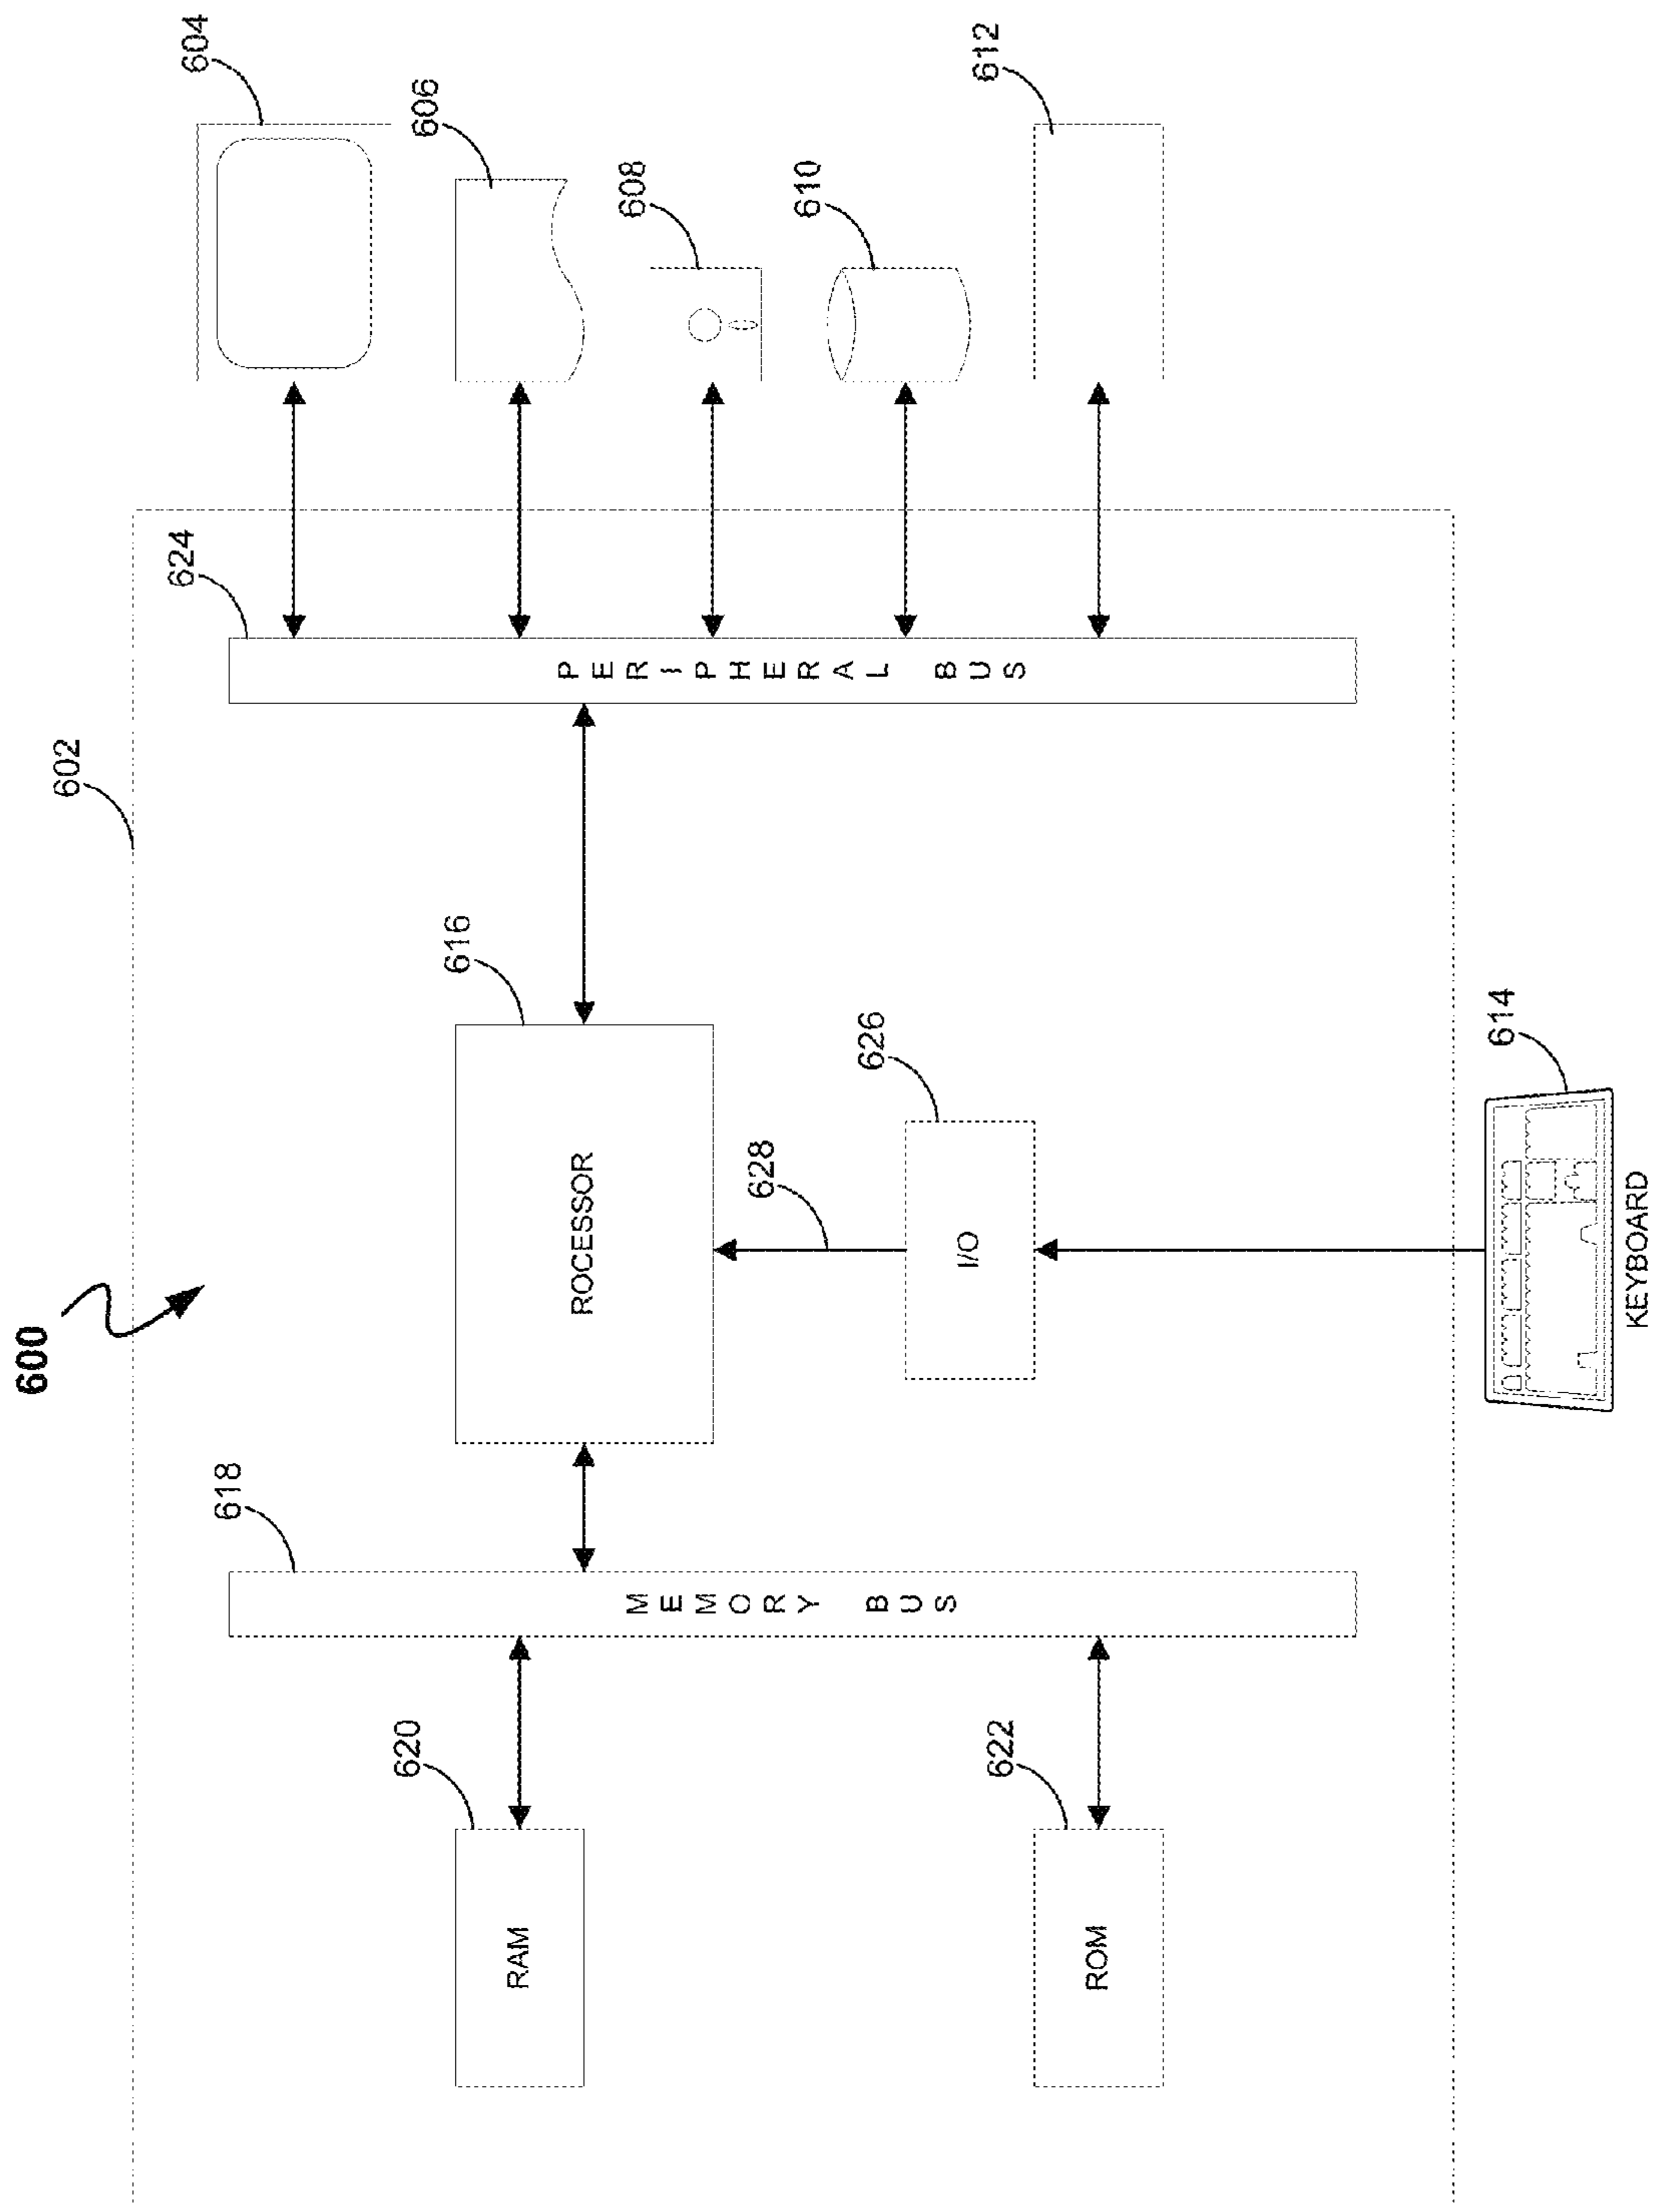 600
602
604
606
608
610
612
624
PERIPHERAL BUS
616
ROCESSOR
628
626
I/O
618
MEMORY BUS
620
RAM
622
ROM
614
KEYBOARD